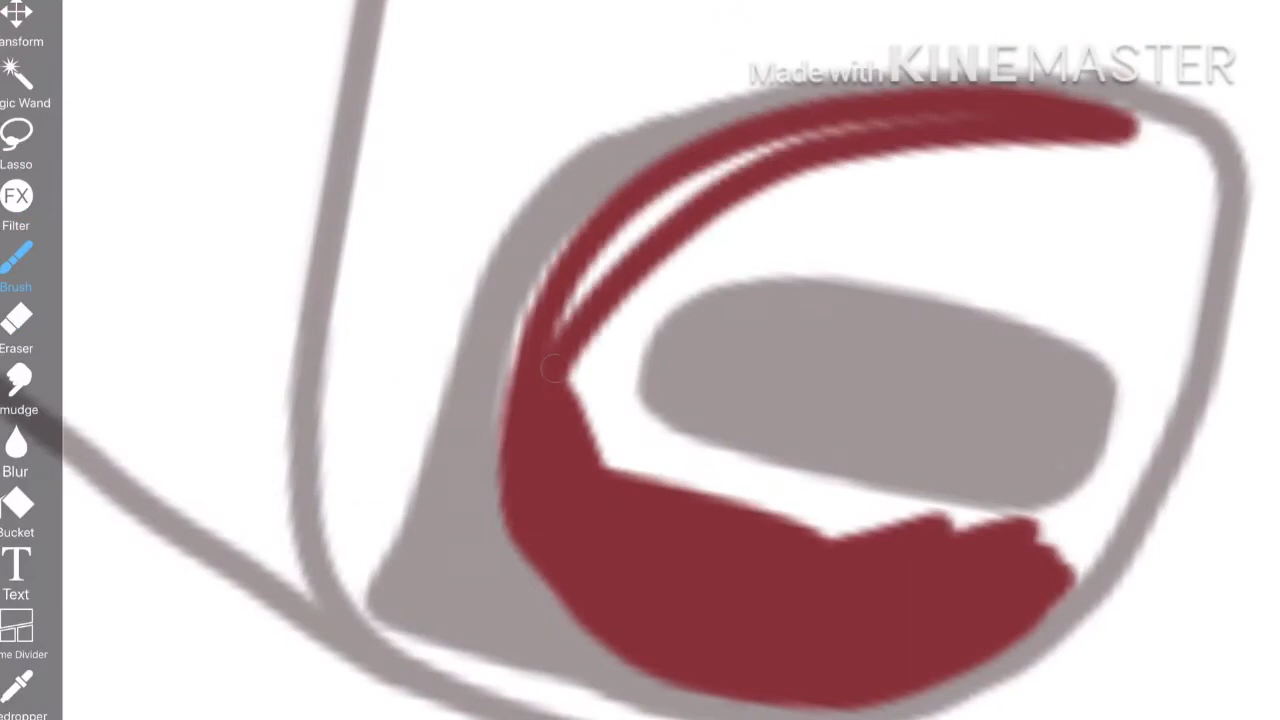 ansform
Made with KINEMASTER
gic Wand
Lasso
FX
Filter
Brush
Eraser
mudge
Blur
Bucket
T
Text
me Divider
edropper